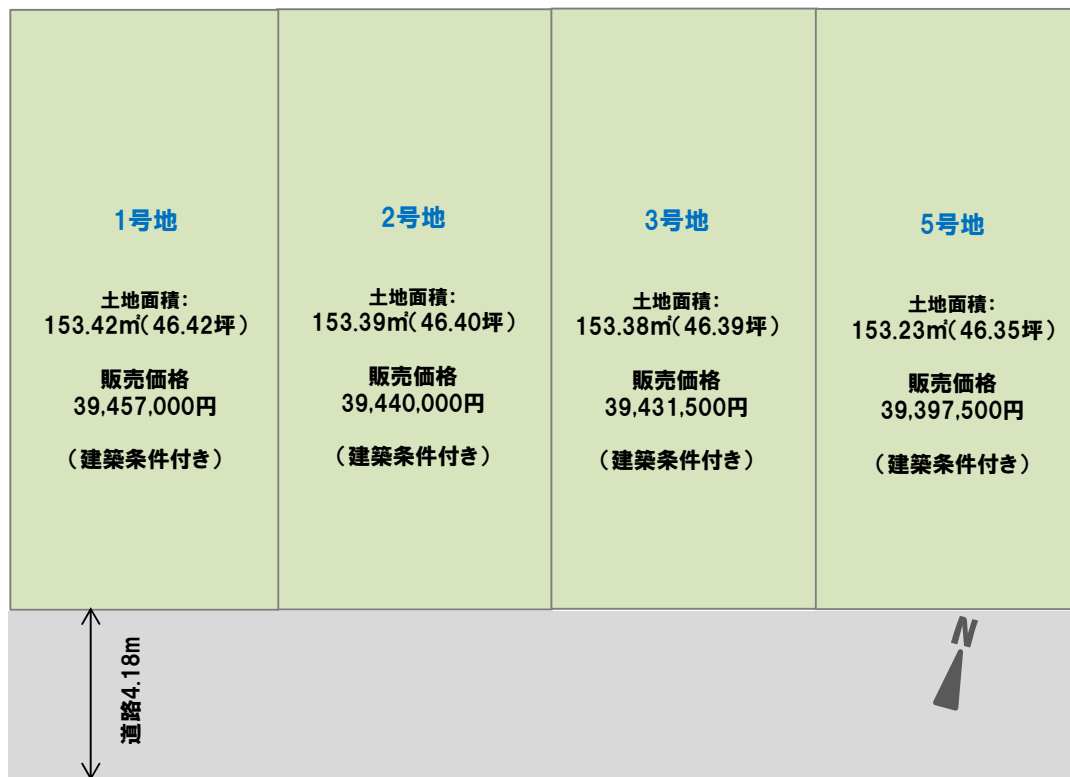 1号地
土地面積:
153.42㎡(46.42坪)
販売価格
39,457,000円
(建築条件付き)
2号地
土地面積:
153.39㎡(46.40坪)
販売価格
39,440,000円
(建築条件付き)
3号地
土地面積:
153.38㎡(46.39坪)
販売価格
39,431,500円
(建築条件付き)
5号地
土地面積:
153.23㎡(46.35坪)
販売価格
39,397,500円
(建築条件付き)
道路4.18m
N